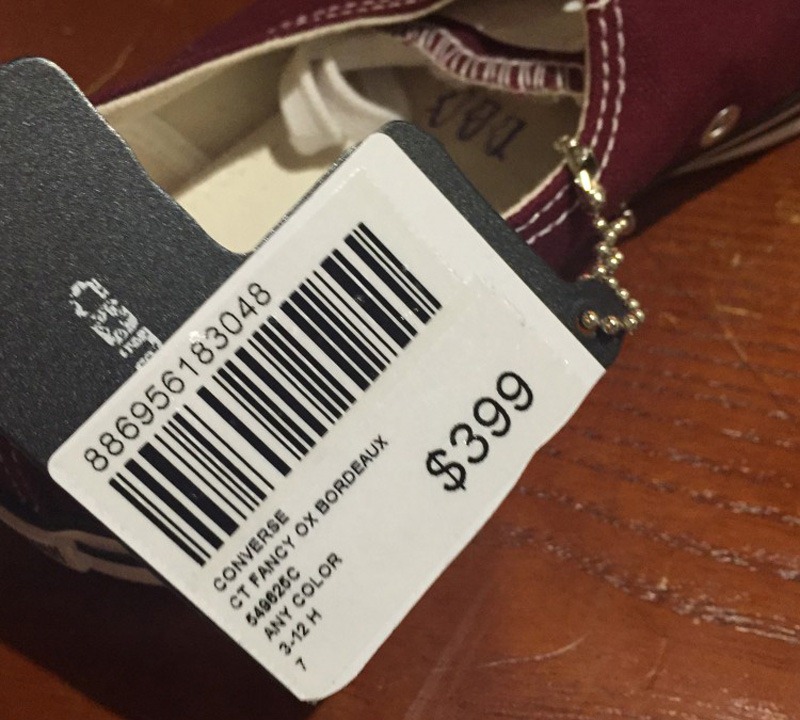 886956183048
$399
CONVERSE
CT FANCY OX BORDEAUX
549625C
ANY COLOR
3-12 H
7